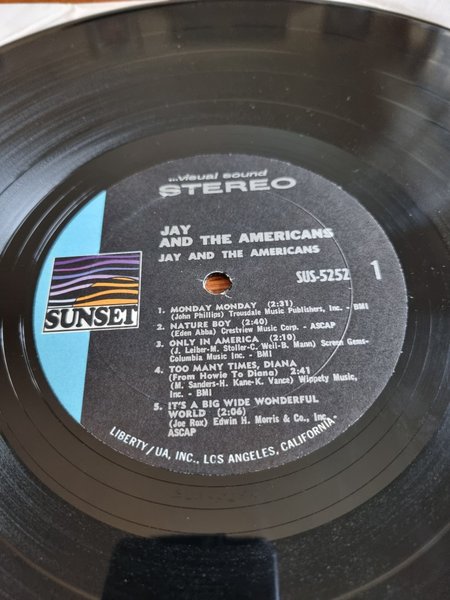 ...visual sound
STEREO
JAY
AND THE AMERICANS
JAY AND THE AMERICANS
SUS-5252
1
SUNSET
1. MONDAY MONDAY (2:31)
(John Phillips) Trousdale Music Publishers, Inc. - BMI
2. NATURE BOY (2:40)
(Eden Abba) Crestview Music Corp. - ASCAP
3. ONLY IN AMERICA (2:10)
(J. Leiber-M. Stoller-C. Weil-B. Mann) Screen Gems-
Columbia Music Inc. - BMI
4. TOO MANY TIMES, DIANA
(From Howie To Diana) 2:41
(M. Sanders-H. Kane-K. Vance) Wippety Music,
Inc. - BMI
5. IT'S A BIG WIDE WONDERFUL
WORLD (2:06)
(Joe Rox) Edwin H. Morris & Co., Inc.
ASCAP
LIBERTY/UA, INC., LOS ANGELES, CALIFORNIA